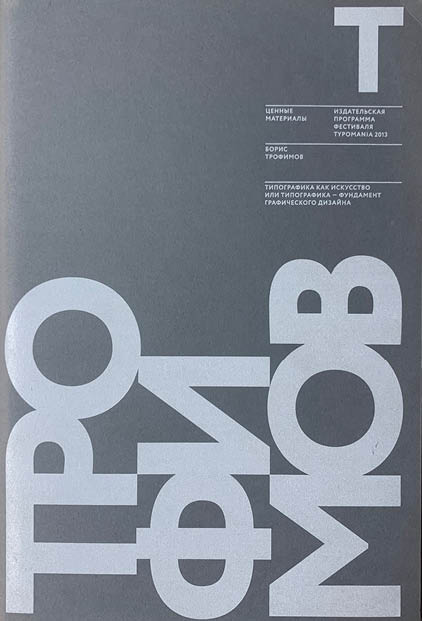 Т
ЦЕННЫЕ
МАТЕРИАЛЫ
ИЗДАТЕЛЬСКАЯ
ПРОГРАММА
ФЕСТИВАЛЯ
TYPOMANIA 2013
БОРИС
ТРОФИМОВ
ТИПОГРАФИКА КАК ИСКУССТВО
ИЛИ ТИПОГРАФИКА — ФУНДАМЕНТ
ГРАФИЧЕСКОГО ДИЗАЙНА
ТРО
ФИ
МОВ